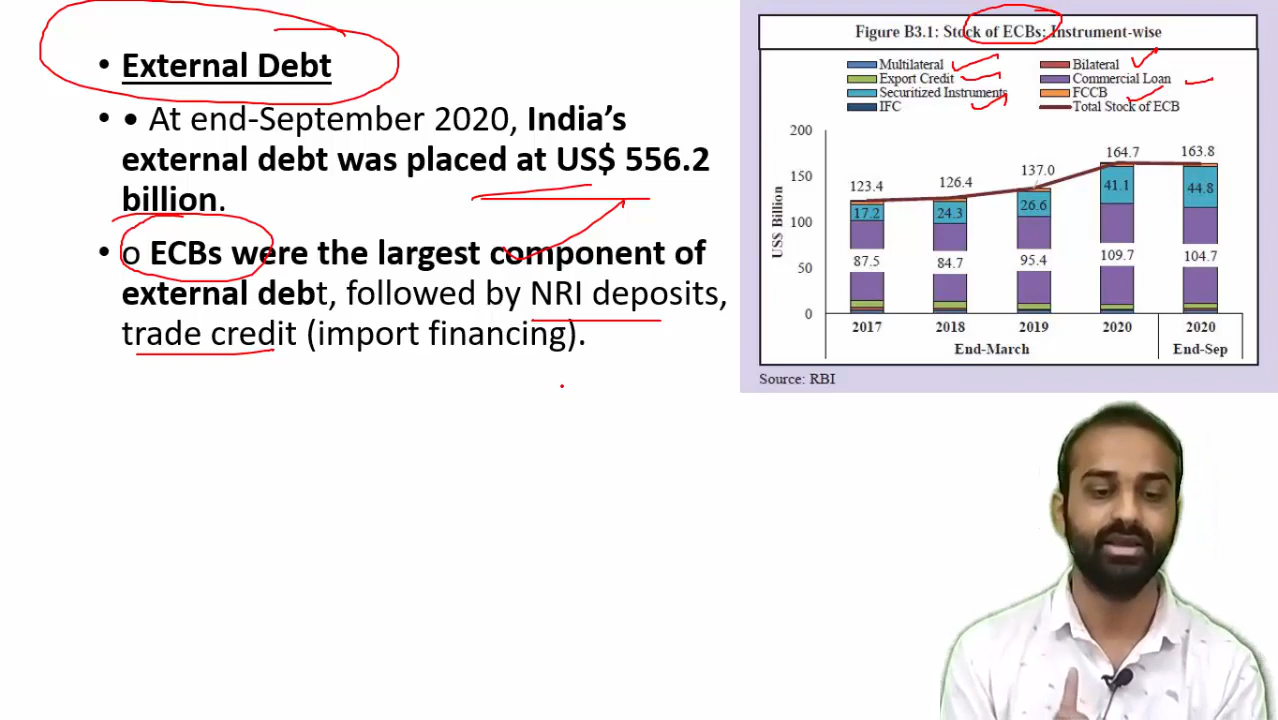 • External Debt
• • At end-September 2020, India's
external debt was placed at US$ 556.2
billion.
• o ECBs were the largest component of
external debt, followed by NRI deposits,
trade credit (import financing).
Figure B3.1: Stock of ECBs: Instrument-wise
Multilateral Bilateral
Export Credit Commercial Loan
Securitized Instruments FCCB
IFC Total Stock of ECB
US$ Billion
200
150
100
50
0
123.4 126.4 137.0 164.7 163.8
17.2 24.3 26.6 41.1 44.8
87.5 84.7 95.4 109.7 104.7
2017 2018 2019 2020 2020
End-March End-Sep
Source: RBI